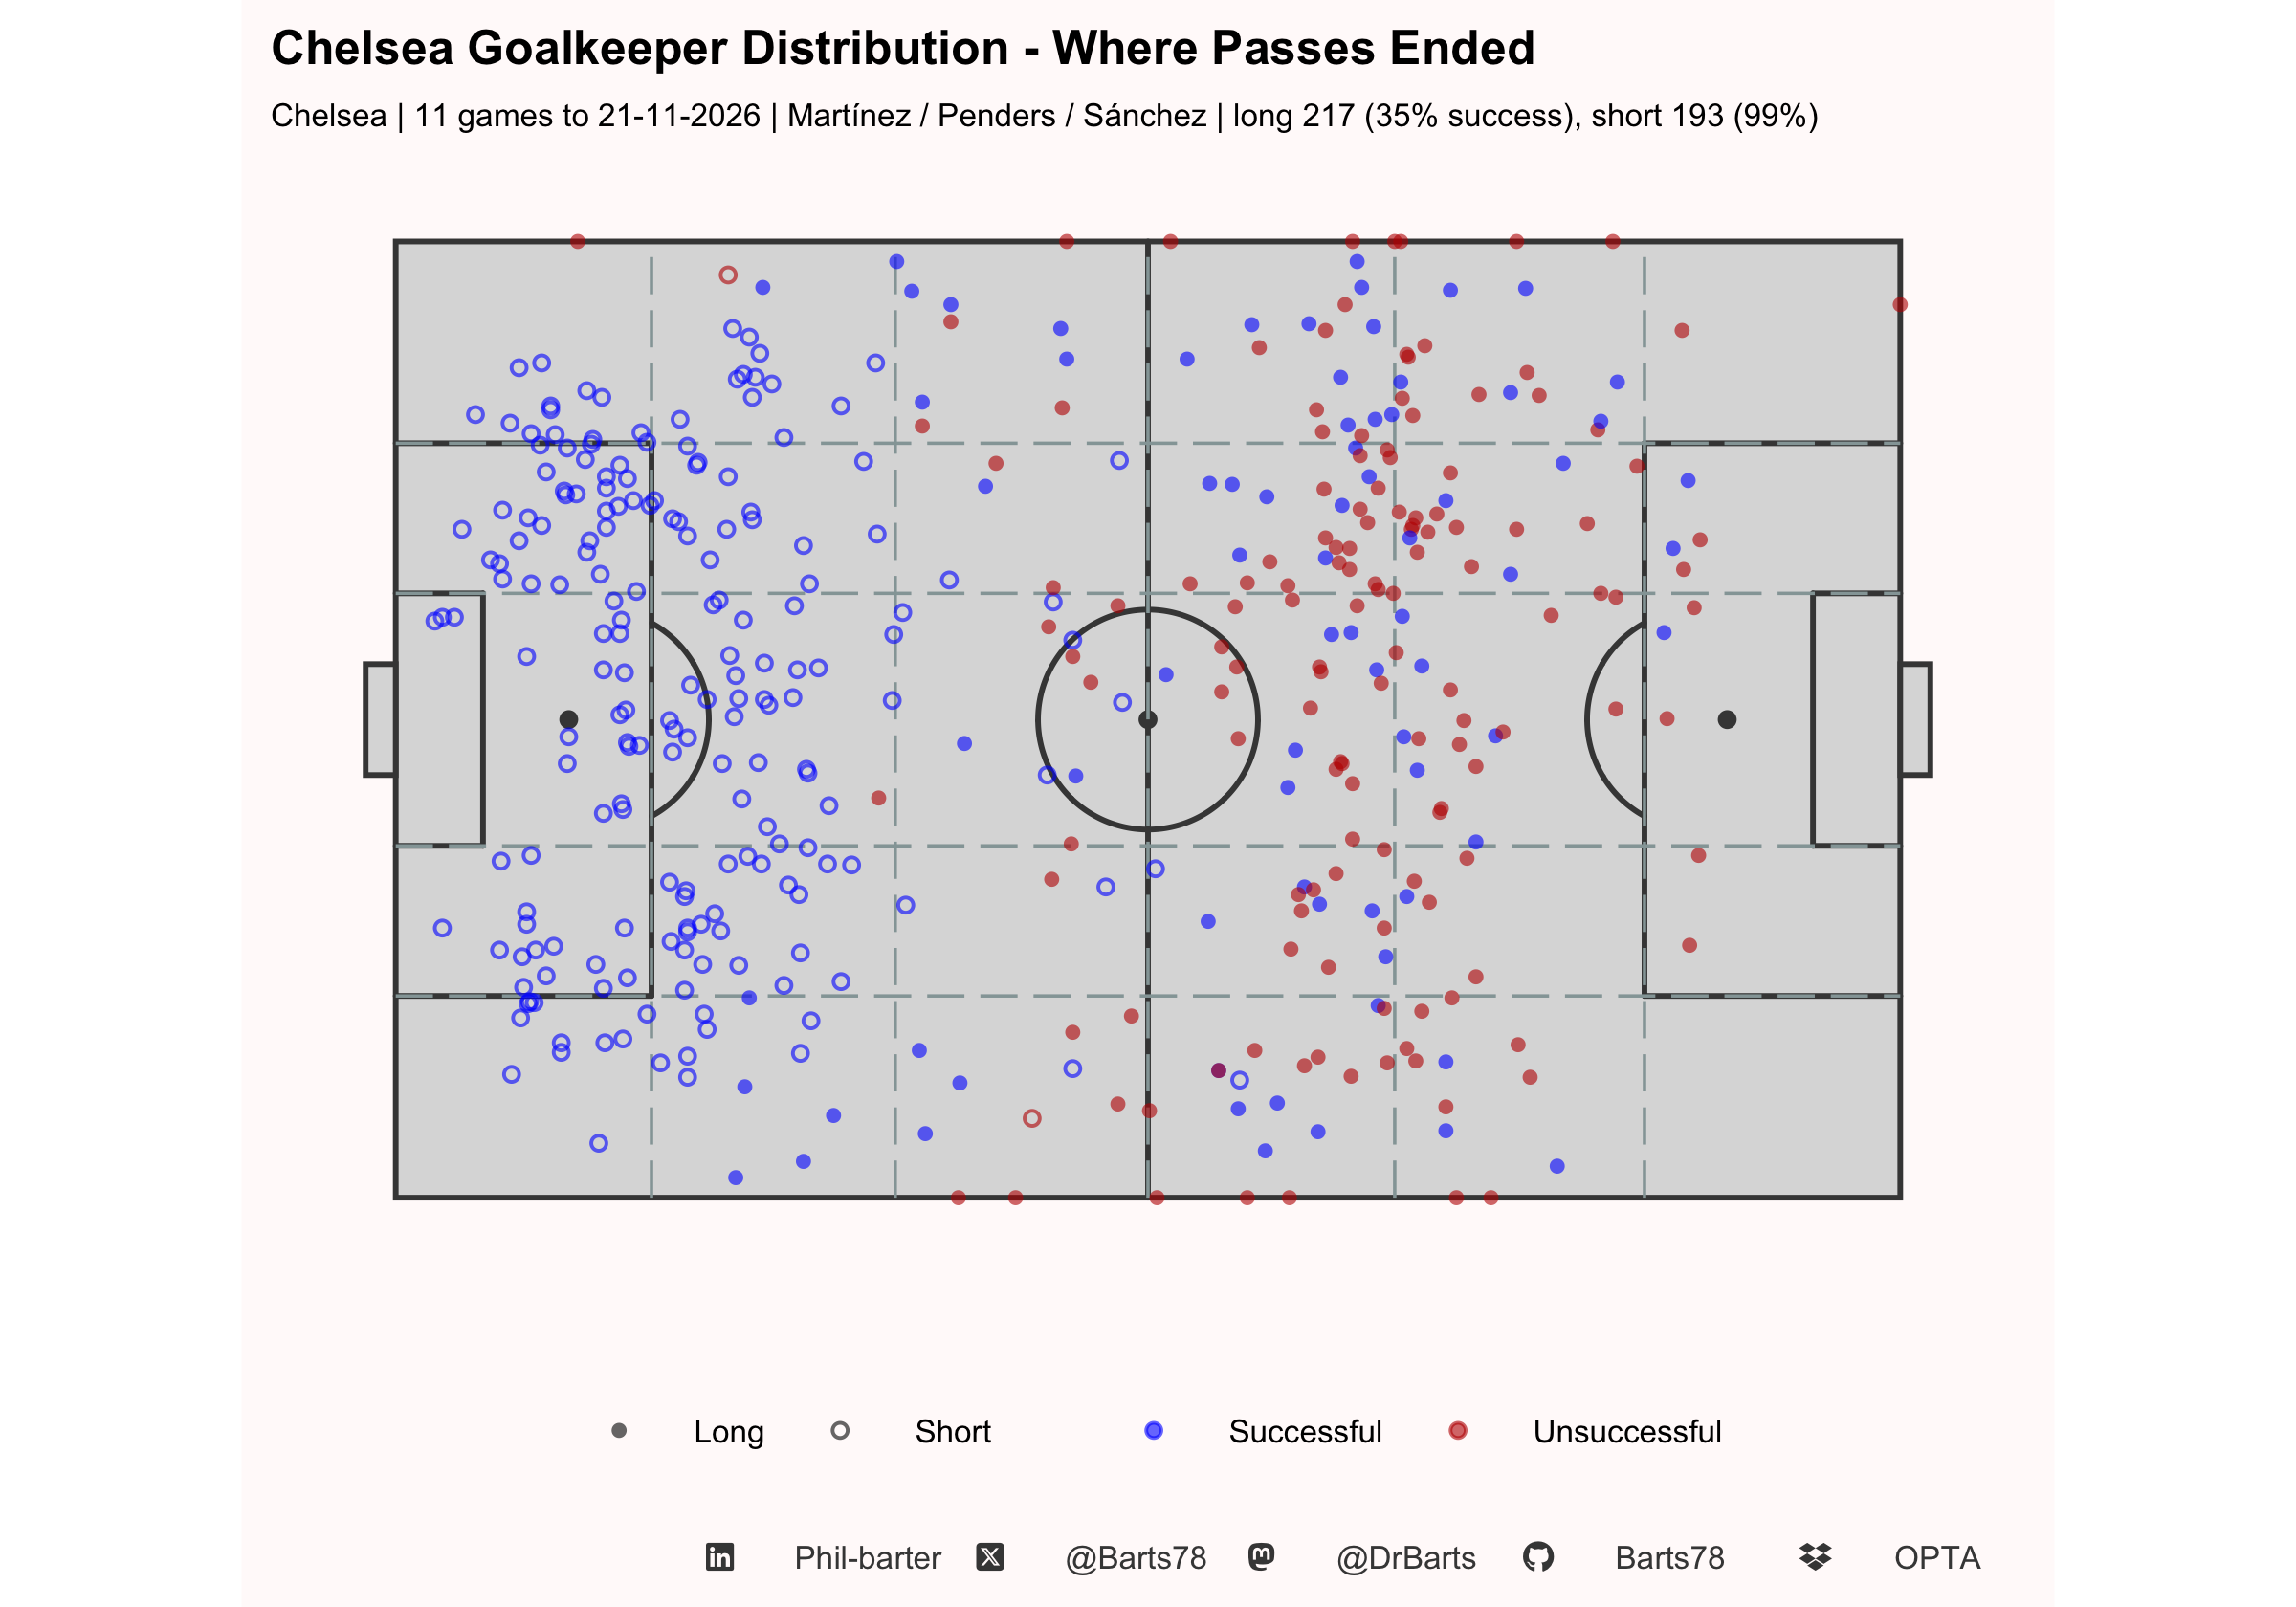 Chelsea Goalkeeper Distribution - Where Passes Ended
Chelsea | 11 games to 21-11-2026 | Martínez / Penders / Sánchez | long 217 (35% success), short 193 (99%)
Long Short Successful Unsuccessful
Phil-barter @Barts78 @DrBarts Barts78 OPTA